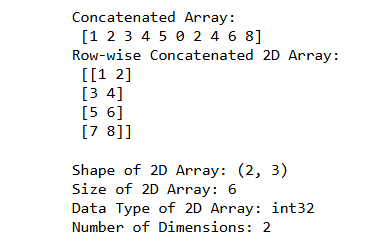 Concatenated Array:
[1 2 3 4 5 0 2 4 6 8]
Row-wise Concatenated 2D Array:
[[1 2]
[3 4]
[5 6]
[7 8]]
Shape of 2D Array: (2, 3)
Size of 2D Array: 6
Data Type of 2D Array: int32
Number of Dimensions: 2